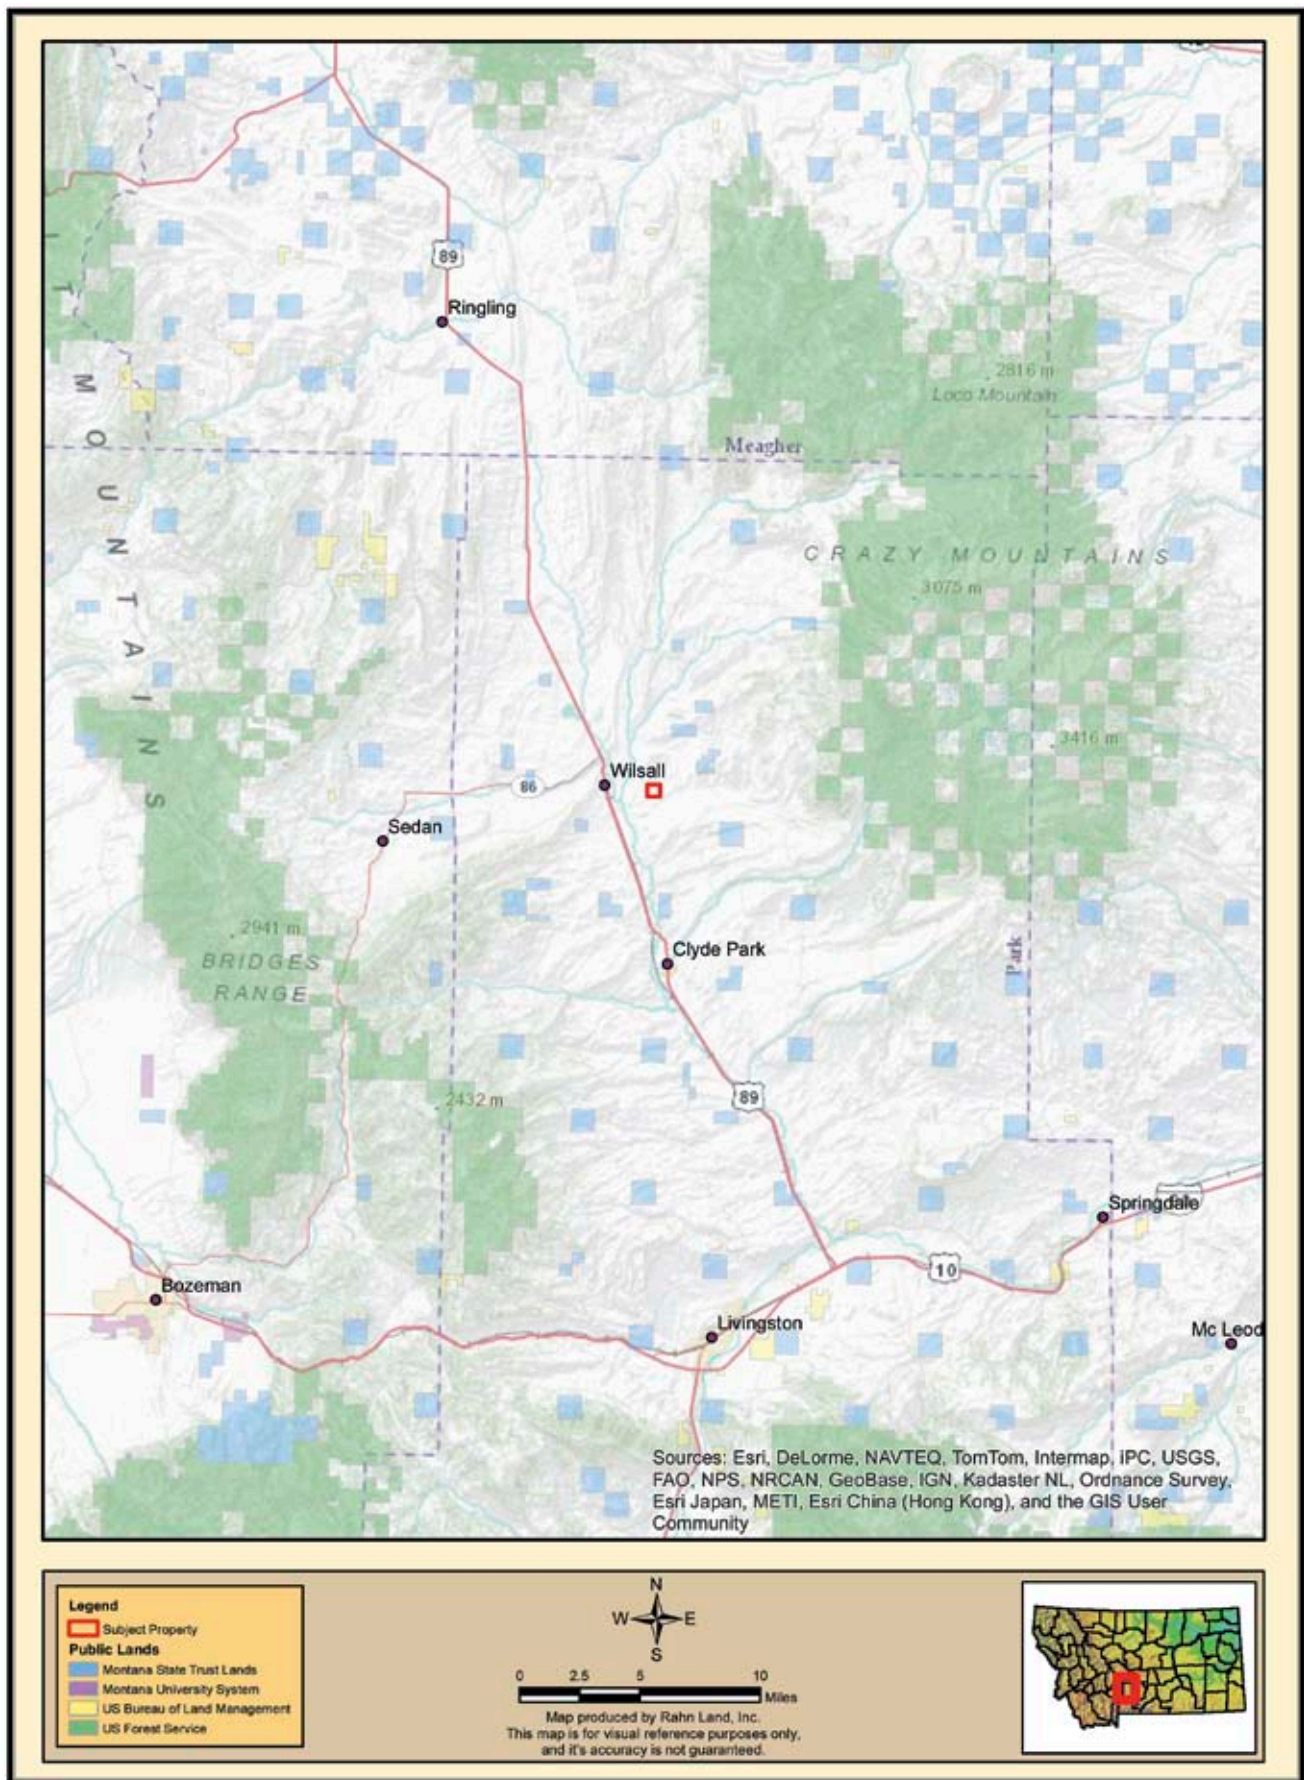 89
Ringling
2816 m
Loco Mountain
Meagher
MOUNTAINS
CRAZY MOUNTAINS
3075 m
3416 m
Wilsall
86
Sedan
2941 m
BRIDGES
RANGE
Clyde Park
Park
89
2432 m
Springdale
10
Bozeman
Livingston
Mc Leod
Sources: Esri, DeLorme, NAVTEQ, TomTom, Intermap, iPC, USGS,
FAO, NPS, NRCAN, GeoBase, IGN, Kadaster NL, Ordnance Survey,
Esri Japan, METI, Esri China (Hong Kong), and the GIS User
Community
Legend
Subject Property
Public Lands
Montana State Trust Lands
Montana University System
US Bureau of Land Management
US Forest Service
N
W E
S
0 2.5 5 10
Miles
Map produced by Rahn Land, Inc.
This map is for visual reference purposes only,
and it's accuracy is not guaranteed.